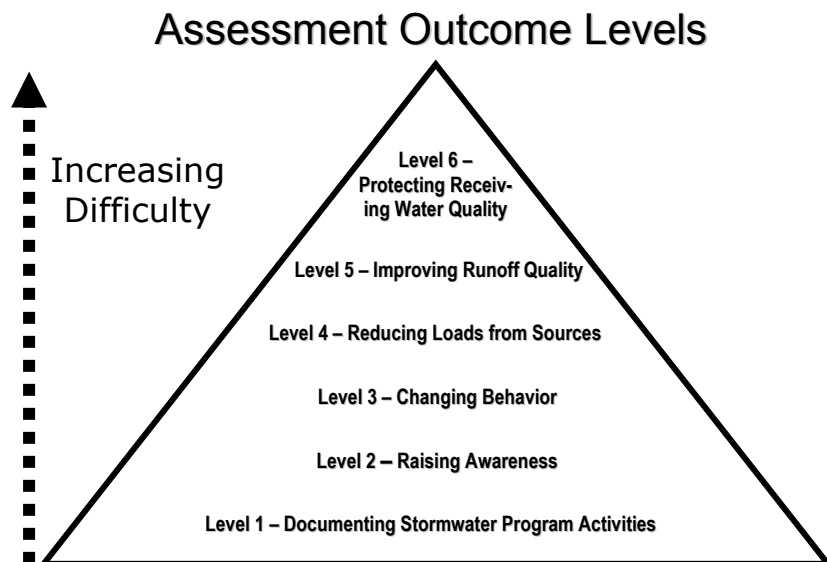 Assessment Outcome Levels
Increasing
Difficulty
Level 6 –
Protecting Receiv-
ing Water Quality
Level 5 – Improving Runoff Quality
Level 4 – Reducing Loads from Sources
Level 3 – Changing Behavior
Level 2 – Raising Awareness
Level 1 – Documenting Stormwater Program Activities